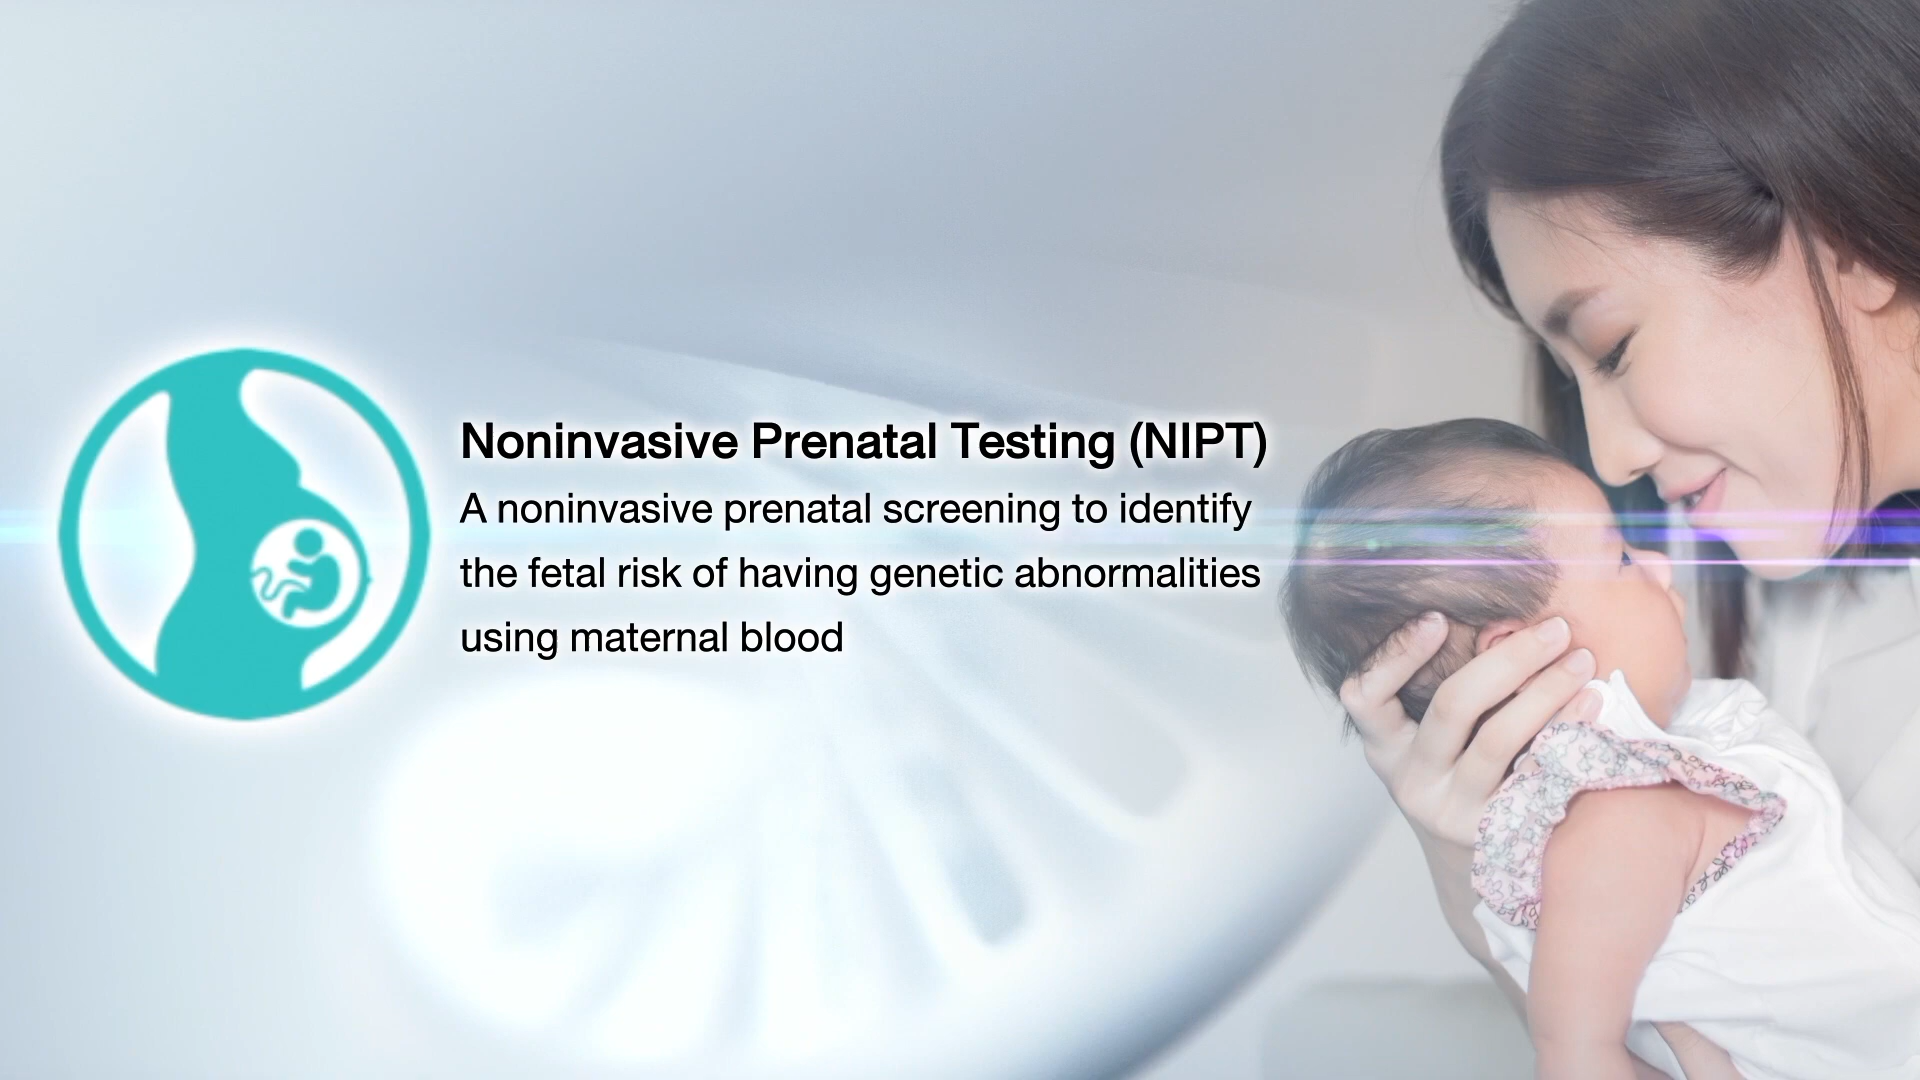 Noninvasive Prenatal Testing (NIPT)
A noninvasive prenatal screening to identify
the fetal risk of having genetic abnormalities
using maternal blood